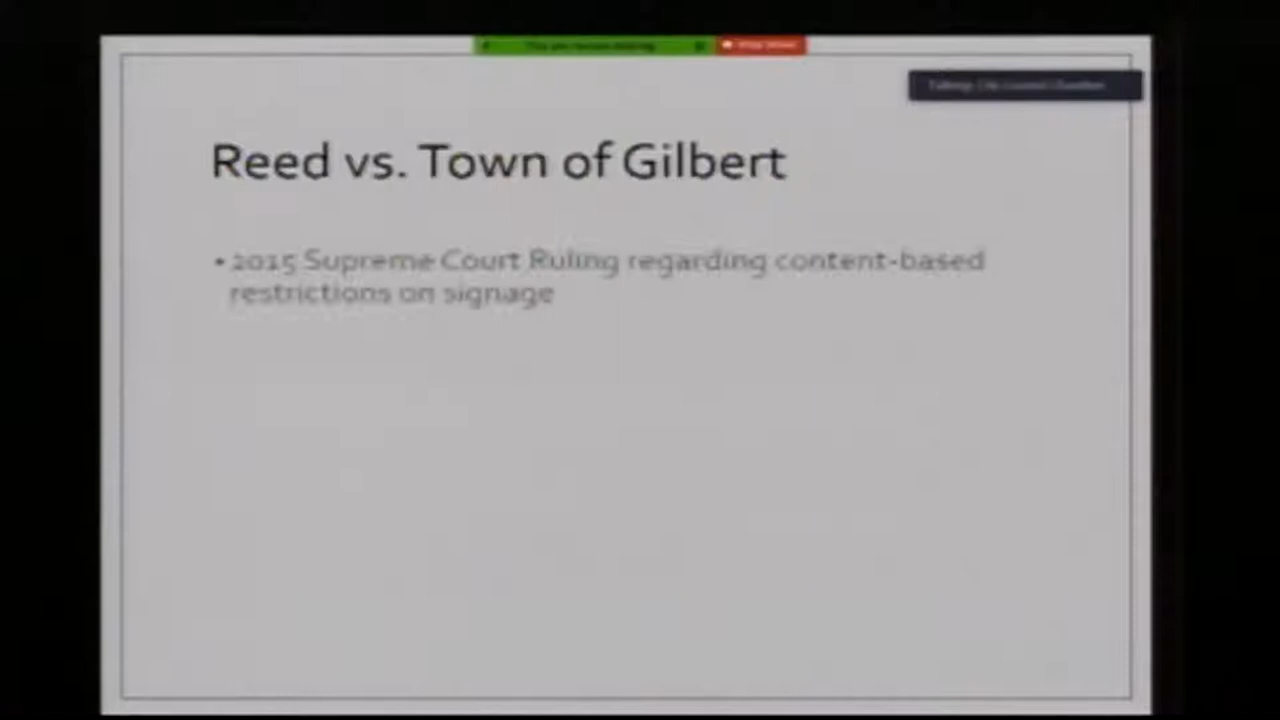 Reed vs. Town of Gilbert
• 2015 Supreme Court Ruling regarding content-based
restrictions on signage